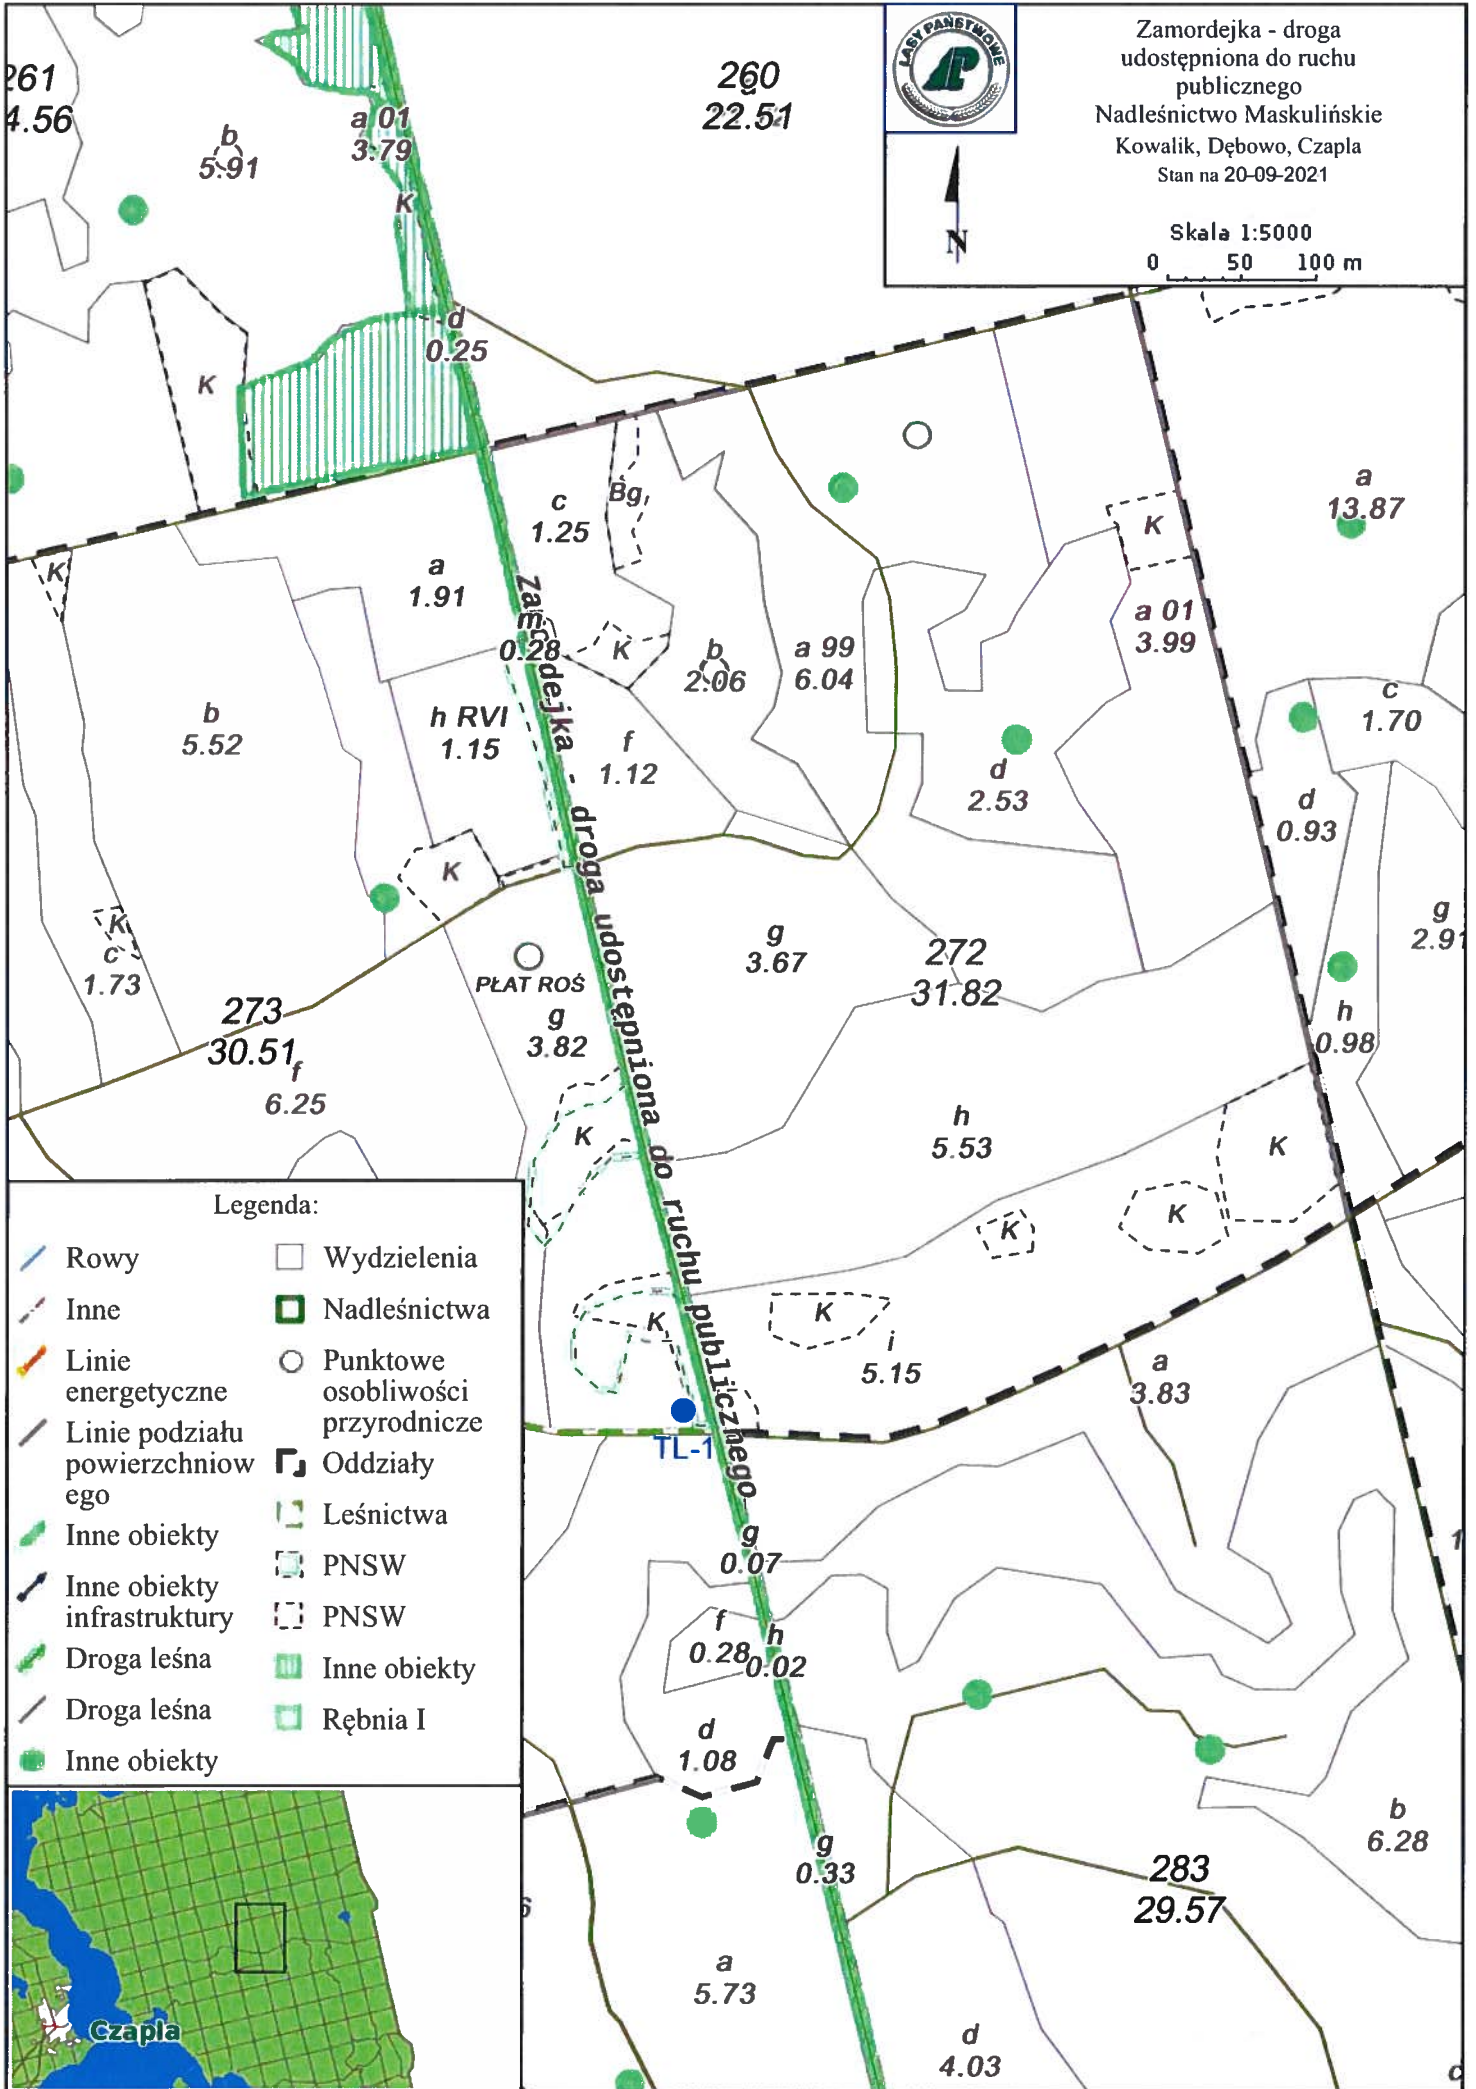 LASY PAŃSTWOWE
Zamordejka - droga
udostępniona do ruchu
publicznego
Nadleśnictwo Maskulińskie
Kowalik, Dębowo, Czapla
Stan na 20-09-2021
N
Skala 1:5000
0 50 100 m
261
4.56
260
22.51
b
5.91
a 01
3.79
K
d
0.25
K
c
1.25
Bg
a
13.87
K
K
a
1.91
a 01
3.99
m
0.28
K
b
2.06
a 99
6.04
c
1.70
b
5.52
h RVI
1.15
f
1.12
d
2.53
d
0.93
K
K
c
1.73
g
3.67
272
31.82
g
2.91
PŁAT ROŚ
g
3.82
273
30.51
h
0.98
f
6.25
K
h
5.53
K
K
K
Zamordejka - droga udostępniona do ruchu publicznego
K
K
i
5.15
a
3.83
TL-1
g
0.07
f
0.28
h
0.02
d
1.08
g
0.33
b
6.28
283
29.57
a
5.73
d
4.03
Legenda:
Rowy
Inne
Linie
energetyczne
Linie podziału
powierzchniow
ego
Inne obiekty
Inne obiekty
infrastruktury
Droga leśna
Droga leśna
Inne obiekty
Wydzielenia
Nadleśnictwa
Punktowe
osobliwości
przyrodnicze
Oddziały
Leśnictwa
PNSW
PNSW
Inne obiekty
Rębnia I
Czapla